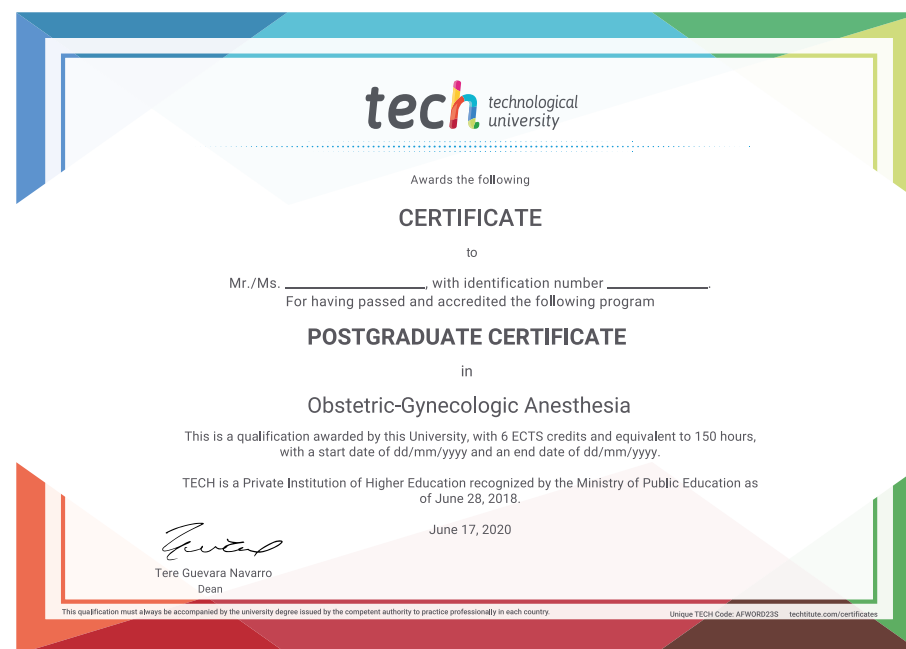 tech technological
university
Awards the following
CERTIFICATE
to
Mr./Ms. ____________________, with identification number ______________.
For having passed and accredited the following program
POSTGRADUATE CERTIFICATE
in
Obstetric-Gynecologic Anesthesia
This is a qualification awarded by this University, with 6 ECTS credits and equivalent to 150 hours,
with a start date of dd/mm/yyyy and an end date of dd/mm/yyyy.
TECH is a Private Institution of Higher Education recognized by the Ministry of Public Education as
of June 28, 2018.
June 17, 2020
Tere Guevara Navarro
Dean
This qualification must always be accompanied by the university degree issued by the competent authority to practice professionally in each country.
Unique TECH Code: AFWORD23S techtitute.com/certificates